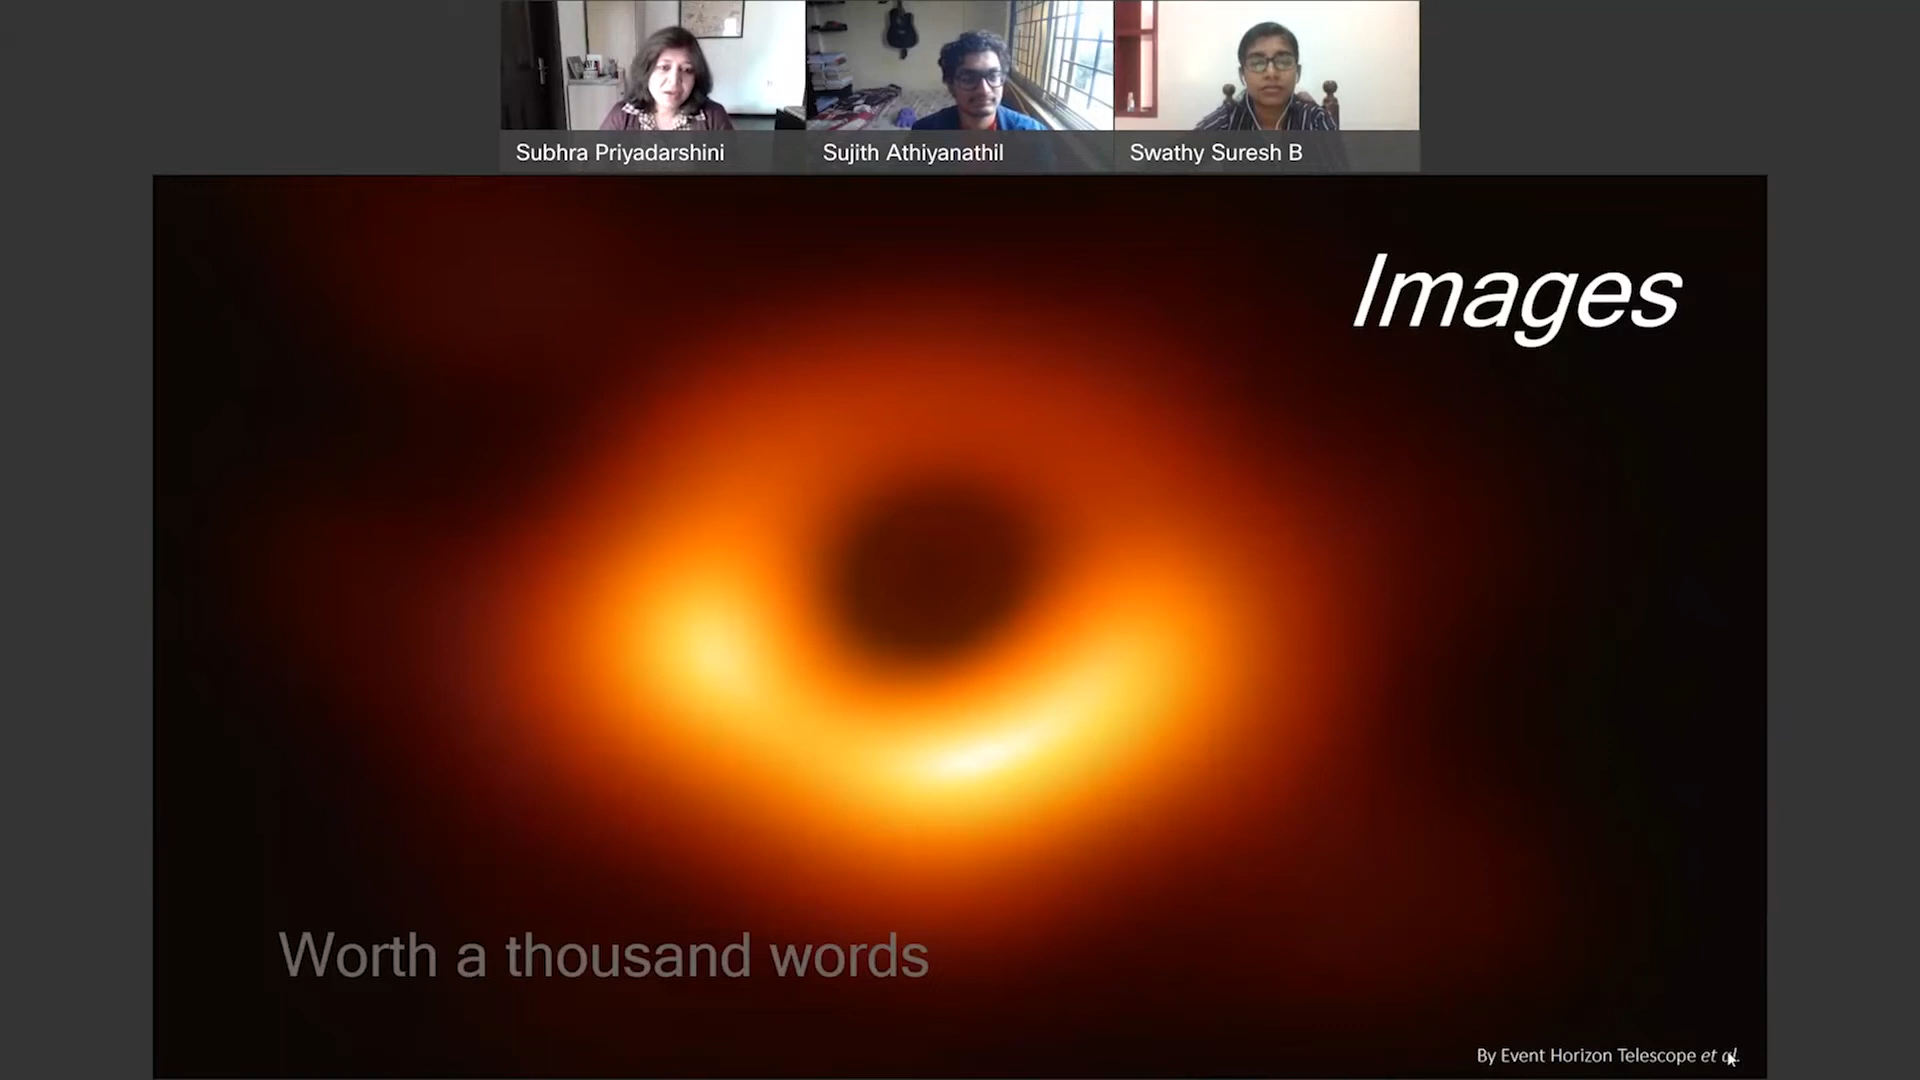 Subhra Priyadarshini
Sujith Athiyanathil
Swathy Suresh B
Images
Worth a thousand words
By Event Horizon Telescope et al.